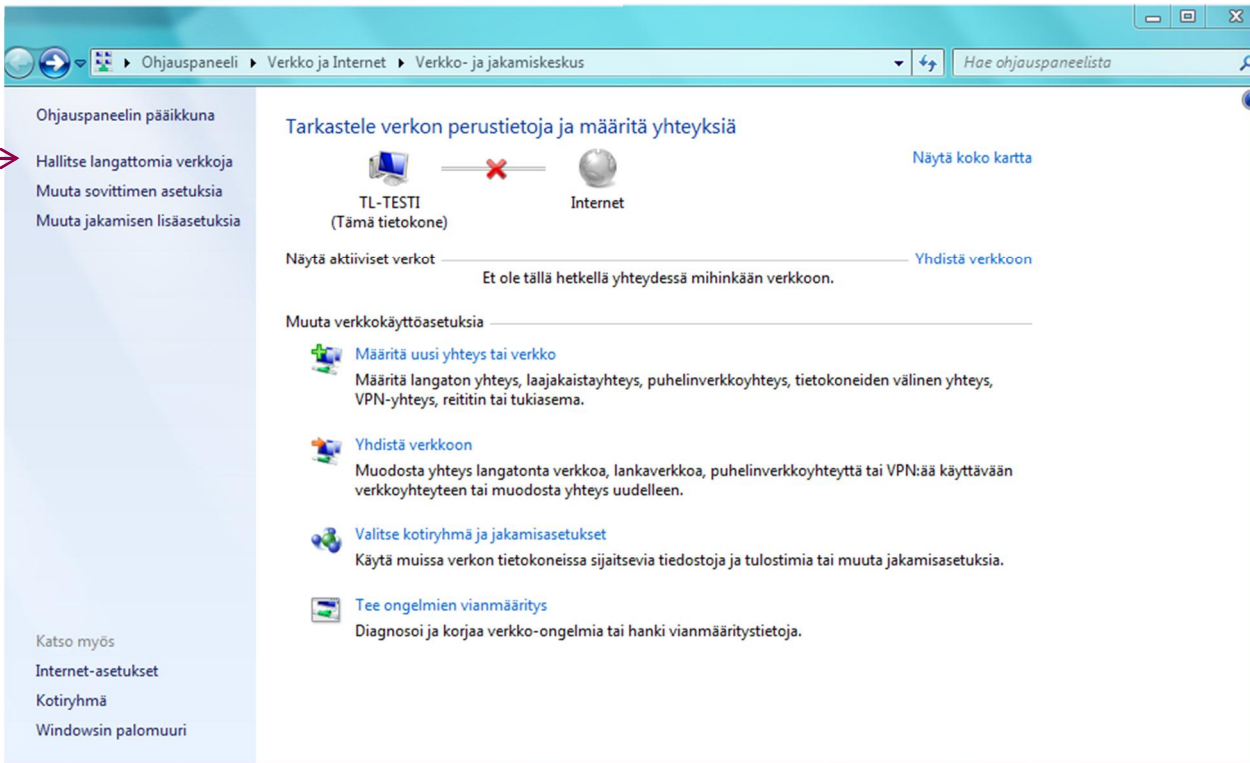 Ohjauspaneeli
Verkko ja Internet
Verkko- ja jakamiskeskus
Hae ohjauspaneelista
Ohjauspaneelin pääikkuna
Hallitse langattomia verkkoja
Muuta sovittimen asetuksia
Muuta jakamisen lisäasetuksia
Katso myös
Internet-asetukset
Kotiryhmä
Windowsin palomuuri
Tarkastele verkon perustietoja ja määritä yhteyksiä
Näytä koko kartta
TL-TESTI
(Tämä tietokone)
Internet
Näytä aktiiviset verkot
Yhdistä verkkoon
Et ole tällä hetkellä yhteydessä mihinkään verkkoon.
Muuta verkkokäyttöasetuksia
Määritä uusi yhteys tai verkko
Määritä langaton yhteys, laajakaistayhteys, puhelinverkkoyhteys, tietokoneiden välinen yhteys,
VPN-yhteys, reititin tai tukiasema.
Yhdistä verkkoon
Muodosta yhteys langatonta verkkoa, lankaverkkoa, puhelinverkkoyhteyttä tai VPN:ää käyttävään
verkkoyhteyteen tai muodosta yhteys uudelleen.
Valitse kotiryhmä ja jakamisasetukset
Käytä muissa verkon tietokoneissa sijaitsevia tiedostoja ja tulostimia tai muuta jakamisasetuksia.
Tee ongelmien vianmääritys
Diagnosoi ja korjaa verkko-ongelmia tai hanki vianmääritystietoja.